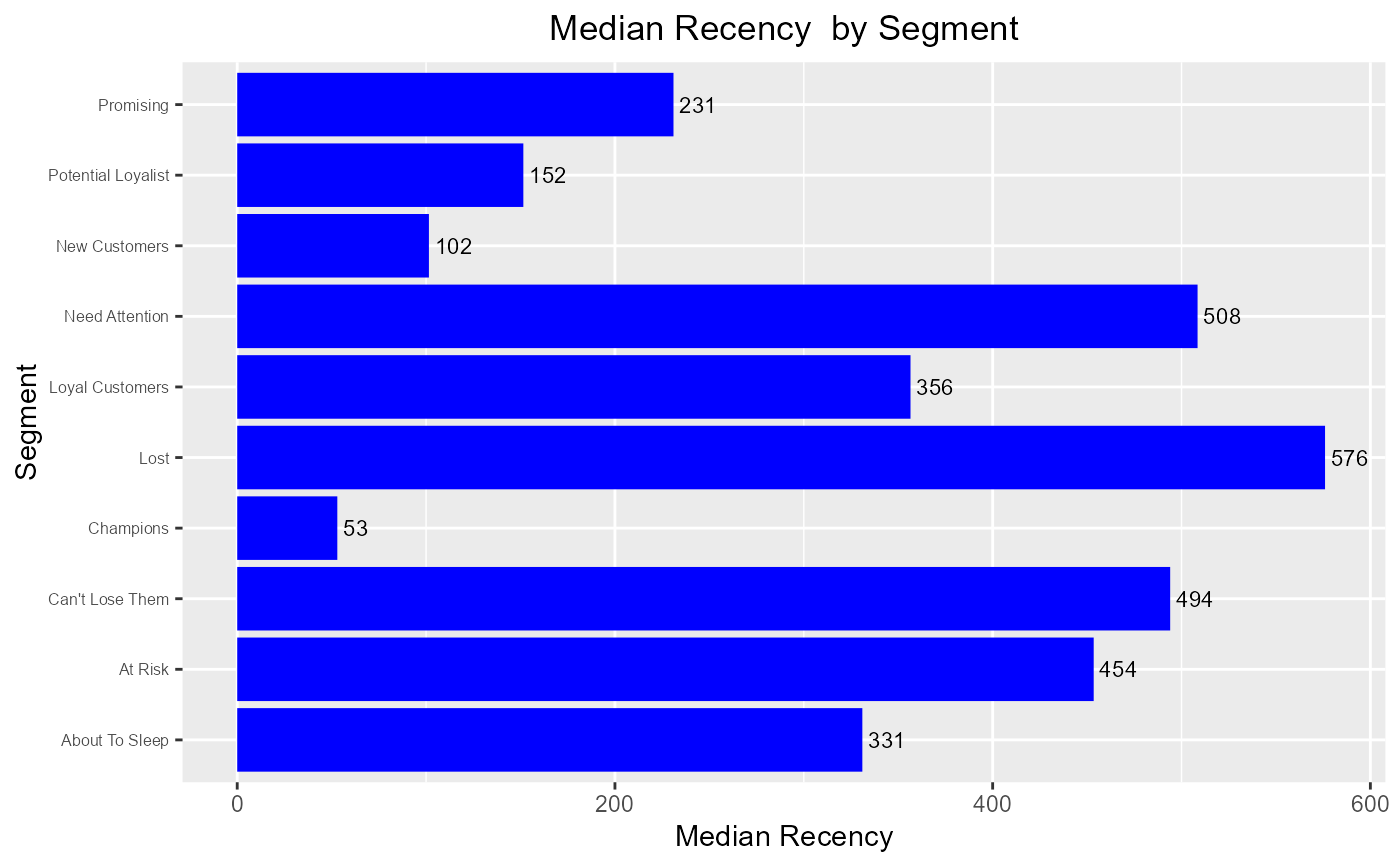 Median Recency  by Segment
Promising
231
Potential Loyalist
152
New Customers
102
Need Attention
508
Loyal Customers
356
Segment
Lost
576
Champions
53
Can't Lose Them
494
At Risk
454
About To Sleep
331
0 200 400 600
Median Recency